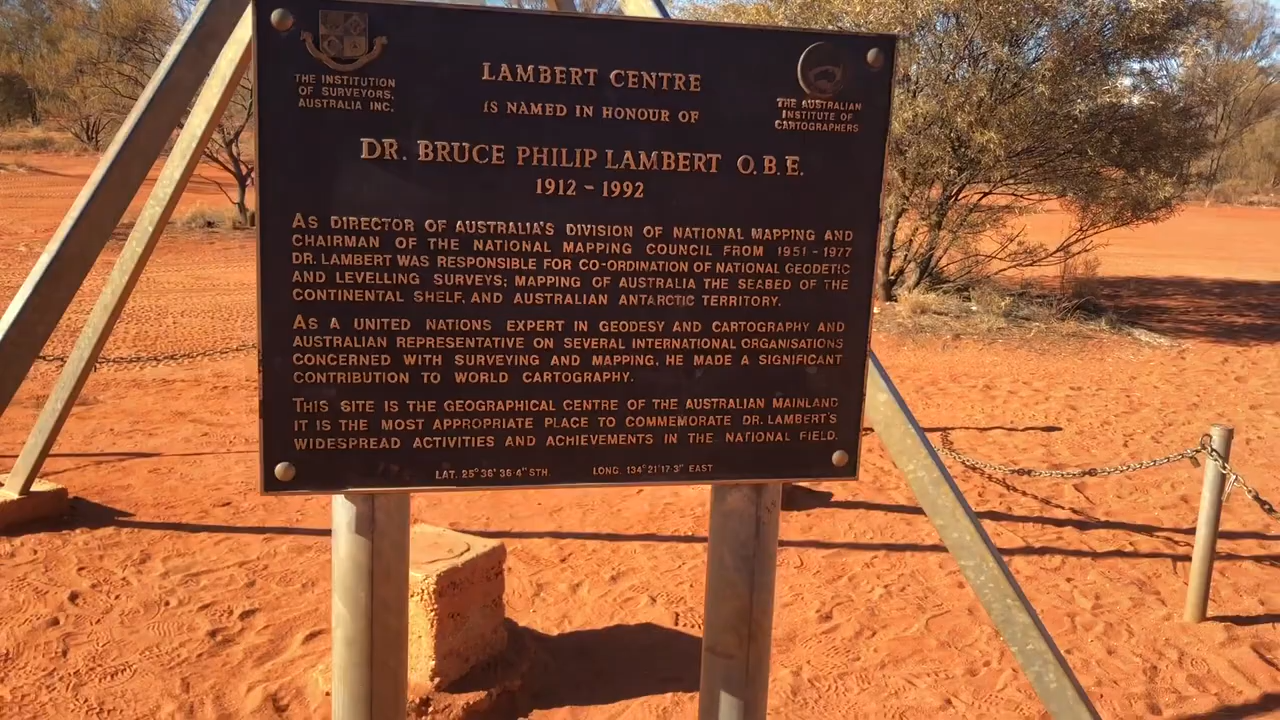 THE INSTITUTION
OF SURVEYORS,
AUSTRALIA INC.
LAMBERT CENTRE
IS NAMED IN HONOUR OF
THE AUSTRALIAN
INSTITUTE OF
CARTOGRAPHERS
DR. BRUCE PHILIP LAMBERT O.B.E.
1912 - 1992
AS DIRECTOR OF AUSTRALIA'S DIVISION OF NATIONAL MAPPING AND
CHAIRMAN OF THE NATIONAL MAPPING COUNCIL FROM 1951 - 1977
DR. LAMBERT WAS RESPONSIBLE FOR CO-ORDINATION OF NATIONAL GEODETIC
AND LEVELLING SURVEYS; MAPPING OF AUSTRALIA THE SEABED OF THE
CONTINENTAL SHELF, AND AUSTRALIAN ANTARCTIC TERRITORY.
AS A UNITED NATIONS EXPERT IN GEODESY AND CARTOGRAPHY AND
AUSTRALIAN REPRESENTATIVE ON SEVERAL INTERNATIONAL ORGANISATIONS
CONCERNED WITH SURVEYING AND MAPPING, HE MADE A SIGNIFICANT
CONTRIBUTION TO WORLD CARTOGRAPHY.
THIS SITE IS THE GEOGRAPHICAL CENTRE OF THE AUSTRALIAN MAINLAND
IT IS THE MOST APPROPRIATE PLACE TO COMMEMORATE DR. LAMBERT'S
WIDESPREAD ACTIVITIES AND ACHIEVEMENTS IN THE NATIONAL FIELD.
LAT. 25° 36' 36·4" STH. LONG. 134° 21' 17·3" EAST